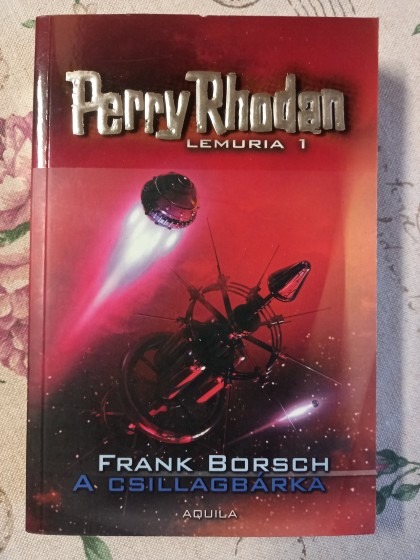 Perry Rhodan
LEMURIA 1
FRANK BORSCH
A CSILLAGBÁRKA
AQUILA